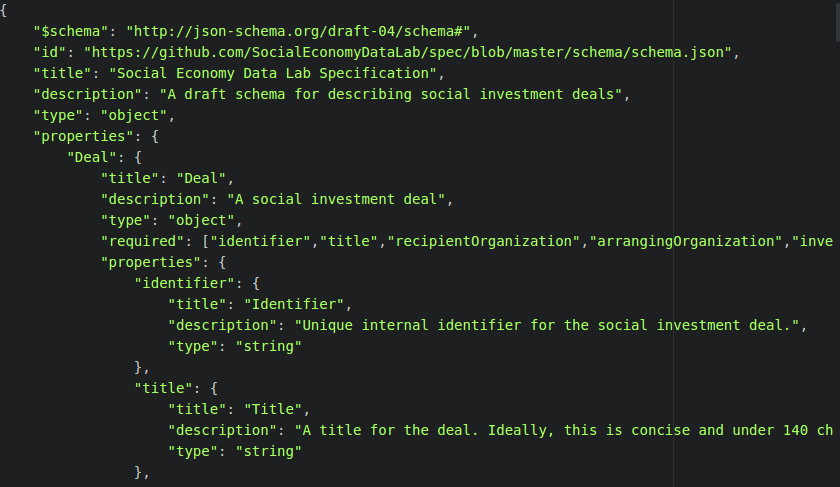 {
    "$schema": "http://json-schema.org/draft-04/schema#",
    "id": "https://github.com/SocialEconomyDataLab/spec/blob/master/schema/schema.json",
    "title": "Social Economy Data Lab Specification",
    "description": "A draft schema for describing social investment deals",
    "type": "object",
    "properties": {
        "Deal": {
            "title": "Deal",
            "description": "A social investment deal",
            "type": "object",
            "required": ["identifier","title","recipientOrganization","arrangingOrganization","inve
            "properties": {
                "identifier": {
                    "title": "Identifier",
                    "description": "Unique internal identifier for the social investment deal.",
                    "type": "string"
                },
                "title": {
                    "title": "Title",
                    "description": "A title for the deal. Ideally, this is concise and under 140 ch
                    "type": "string"
                },